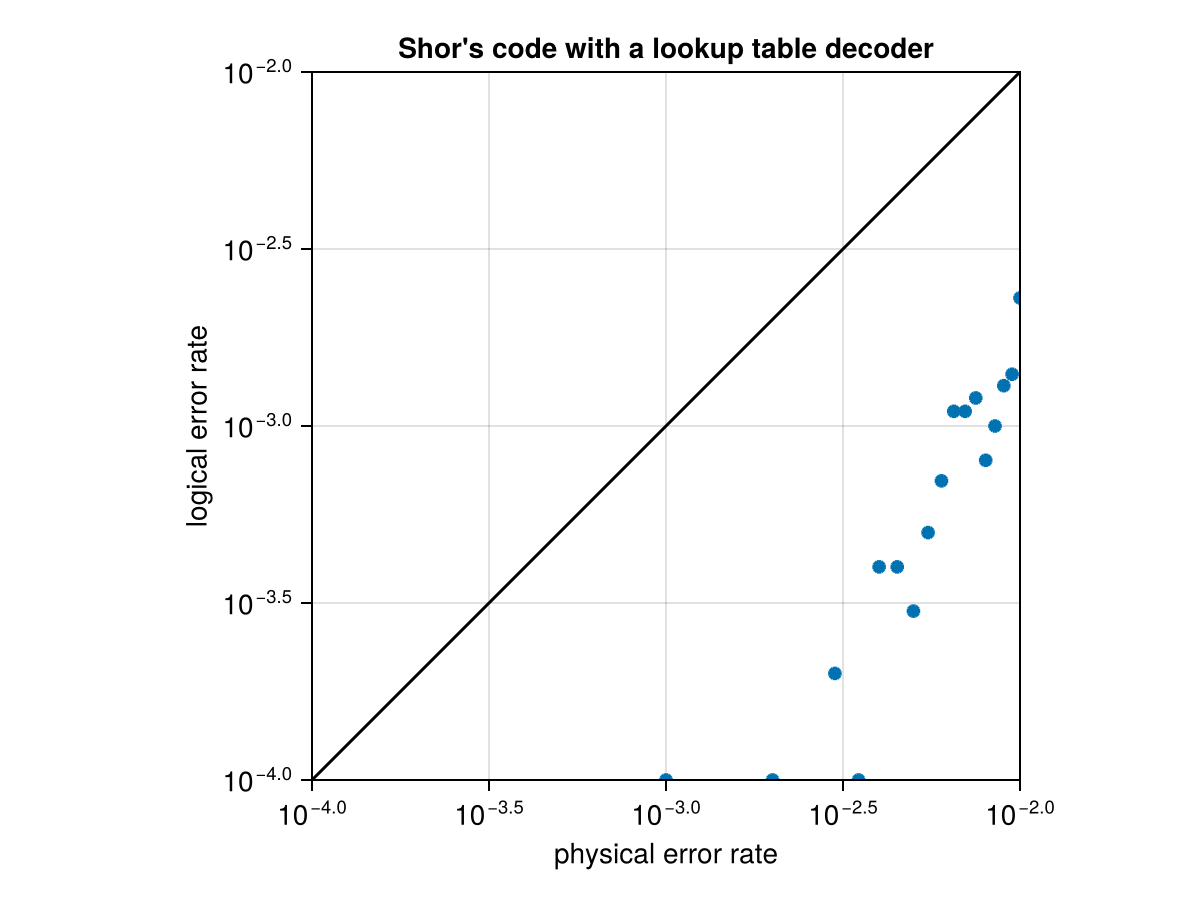 Shor's code with a lookup table decoder
10⁻²·⁰
10⁻²·⁵
10⁻³·⁰
10⁻³·⁵
10⁻⁴·⁰
logical error rate
10⁻⁴·⁰ 10⁻³·⁵ 10⁻³·⁰ 10⁻²·⁵ 10⁻²·⁰
physical error rate